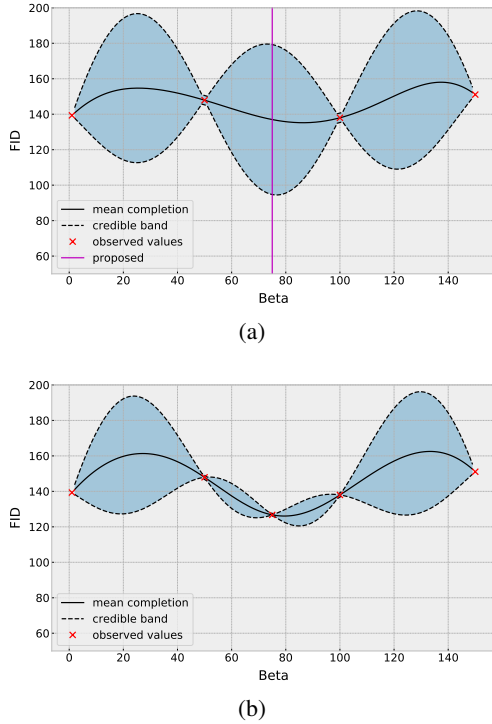 200
180
160
140
120
100
80
60
FID
mean completion
credible band
observed values
proposed
0 20 40 60 80 100 120 140
Beta
(a)
200
180
160
140
120
100
80
60
FID
mean completion
credible band
observed values
0 20 40 60 80 100 120 140
Beta
(b)